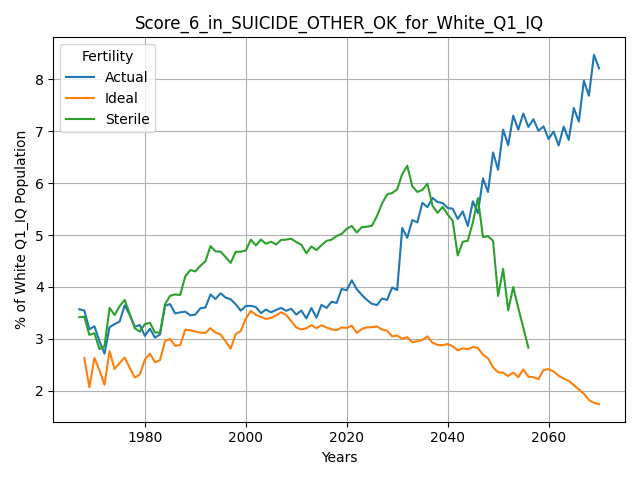 Score_6_in_SUICIDE_OTHER_OK_for_White_Q1_IQ
% of White Q1_IQ Population
Fertility
Actual
Ideal
Sterile
8
7
6
5
4
3
2
1980
2000
2020
2040
2060
Years